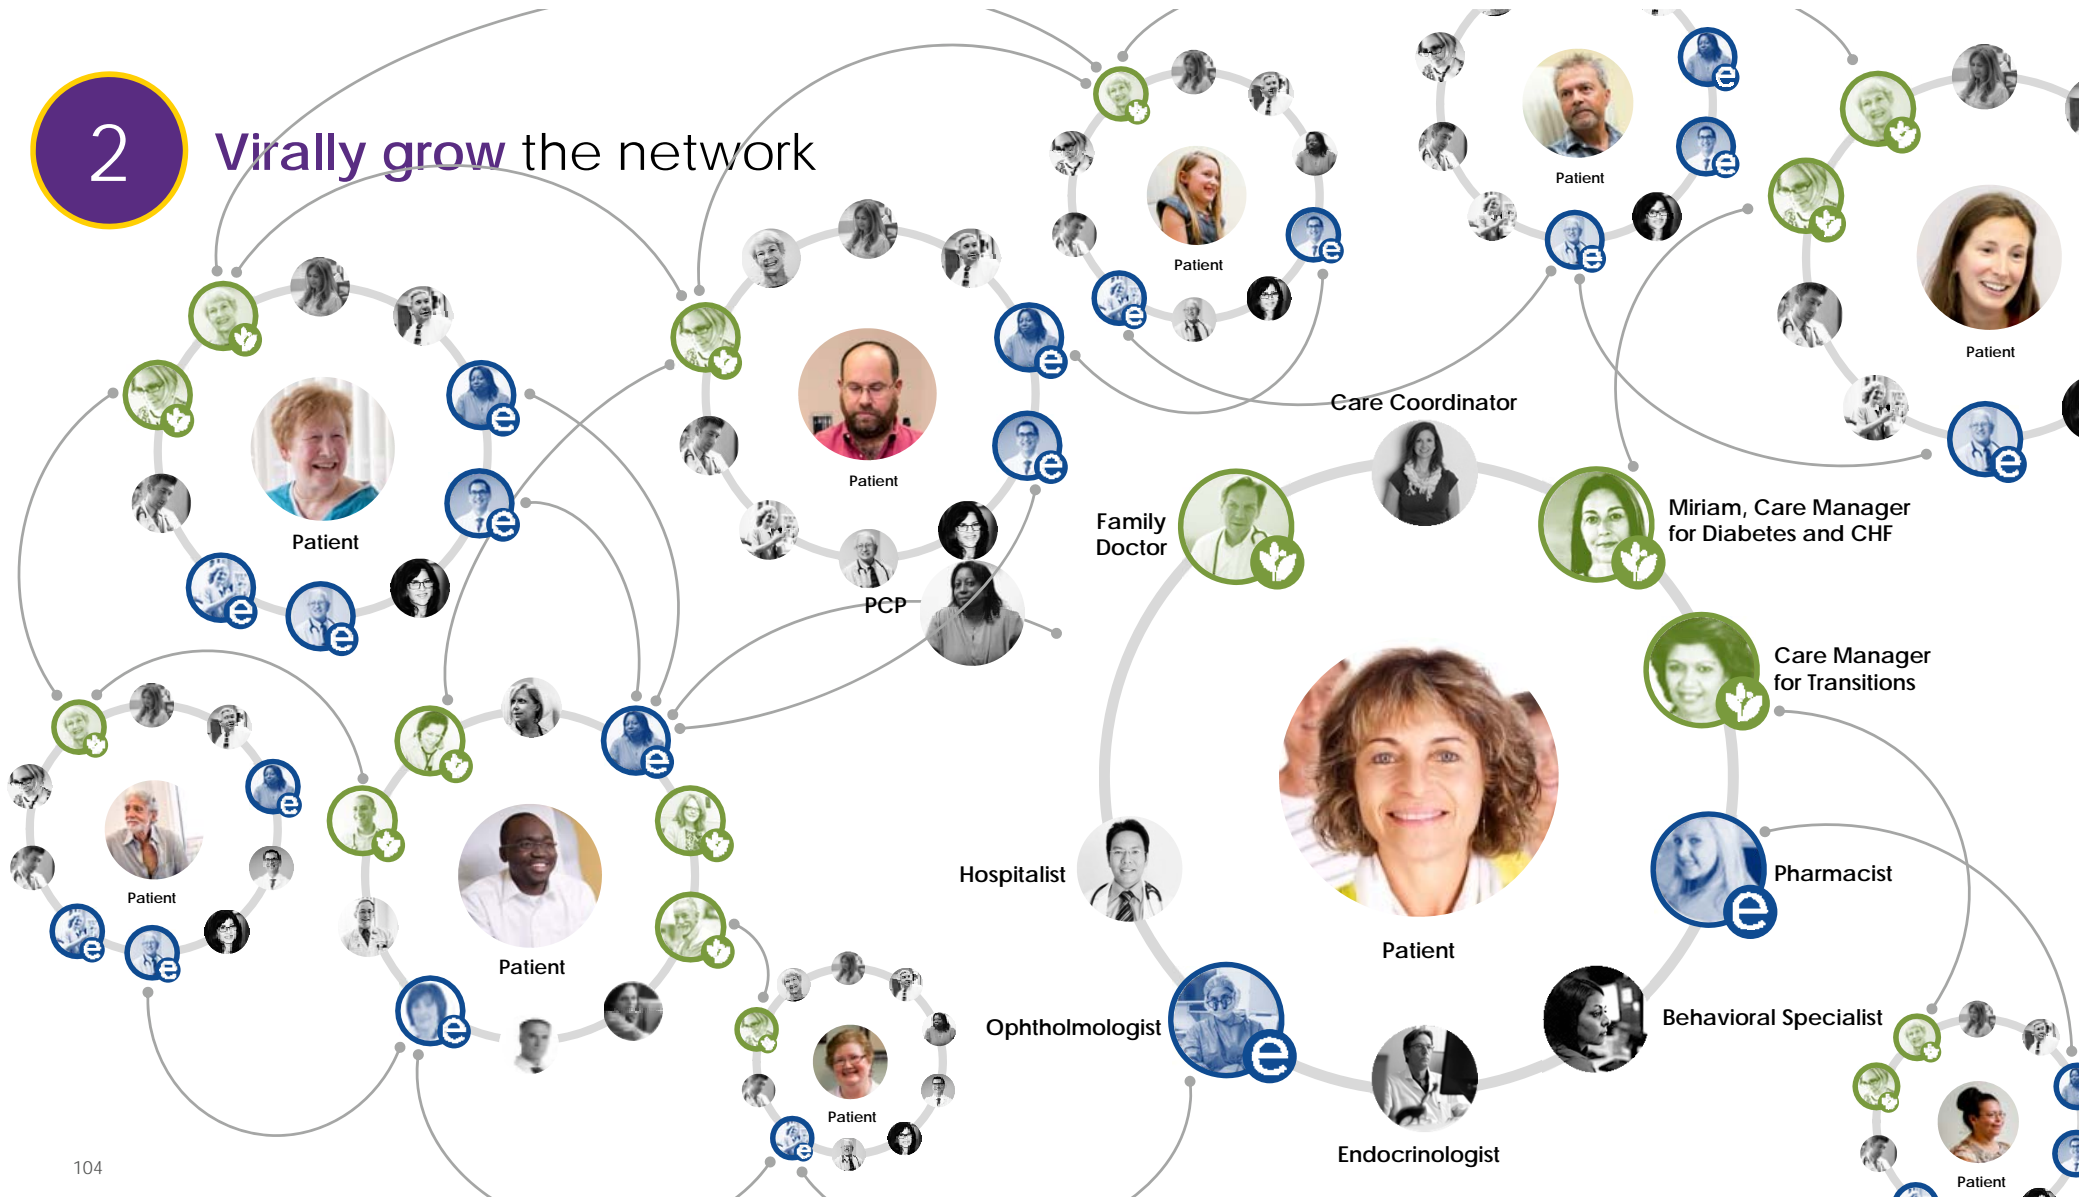 2
Virally grow the network
Patient
Patient
Patient
Patient
Patient
Care Coordinator
Family
Doctor
Miriam, Care Manager
for Diabetes and CHF
PCP
Care Manager
for Transitions
Patient
Patient
Hospitalist
Pharmacist
Patient
Ophtholmologist
Behavioral Specialist
Patient
Endocrinologist
Patient
104